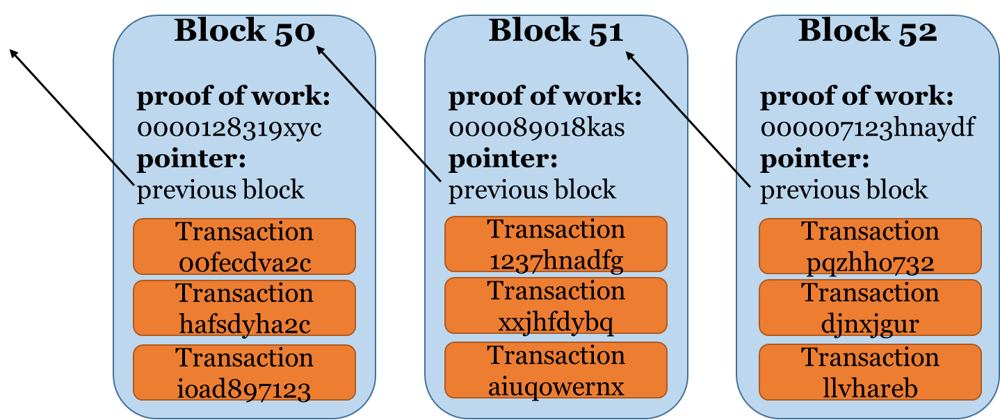 Block 50
proof of work:
0000128319xyc
pointer:
previous block
Transaction
00fecdva2c
Transaction
hafsdyha2c
Transaction
ioad897123
Block 51
proof of work:
000089018kas
pointer:
previous block
Transaction
1237hnadfg
Transaction
xxjhfdybq
Transaction
aiuqowernx
Block 52
proof of work:
000007123hnaydf
pointer:
previous block
Transaction
pqzhho732
Transaction
djnxjgur
Transaction
llvhareb